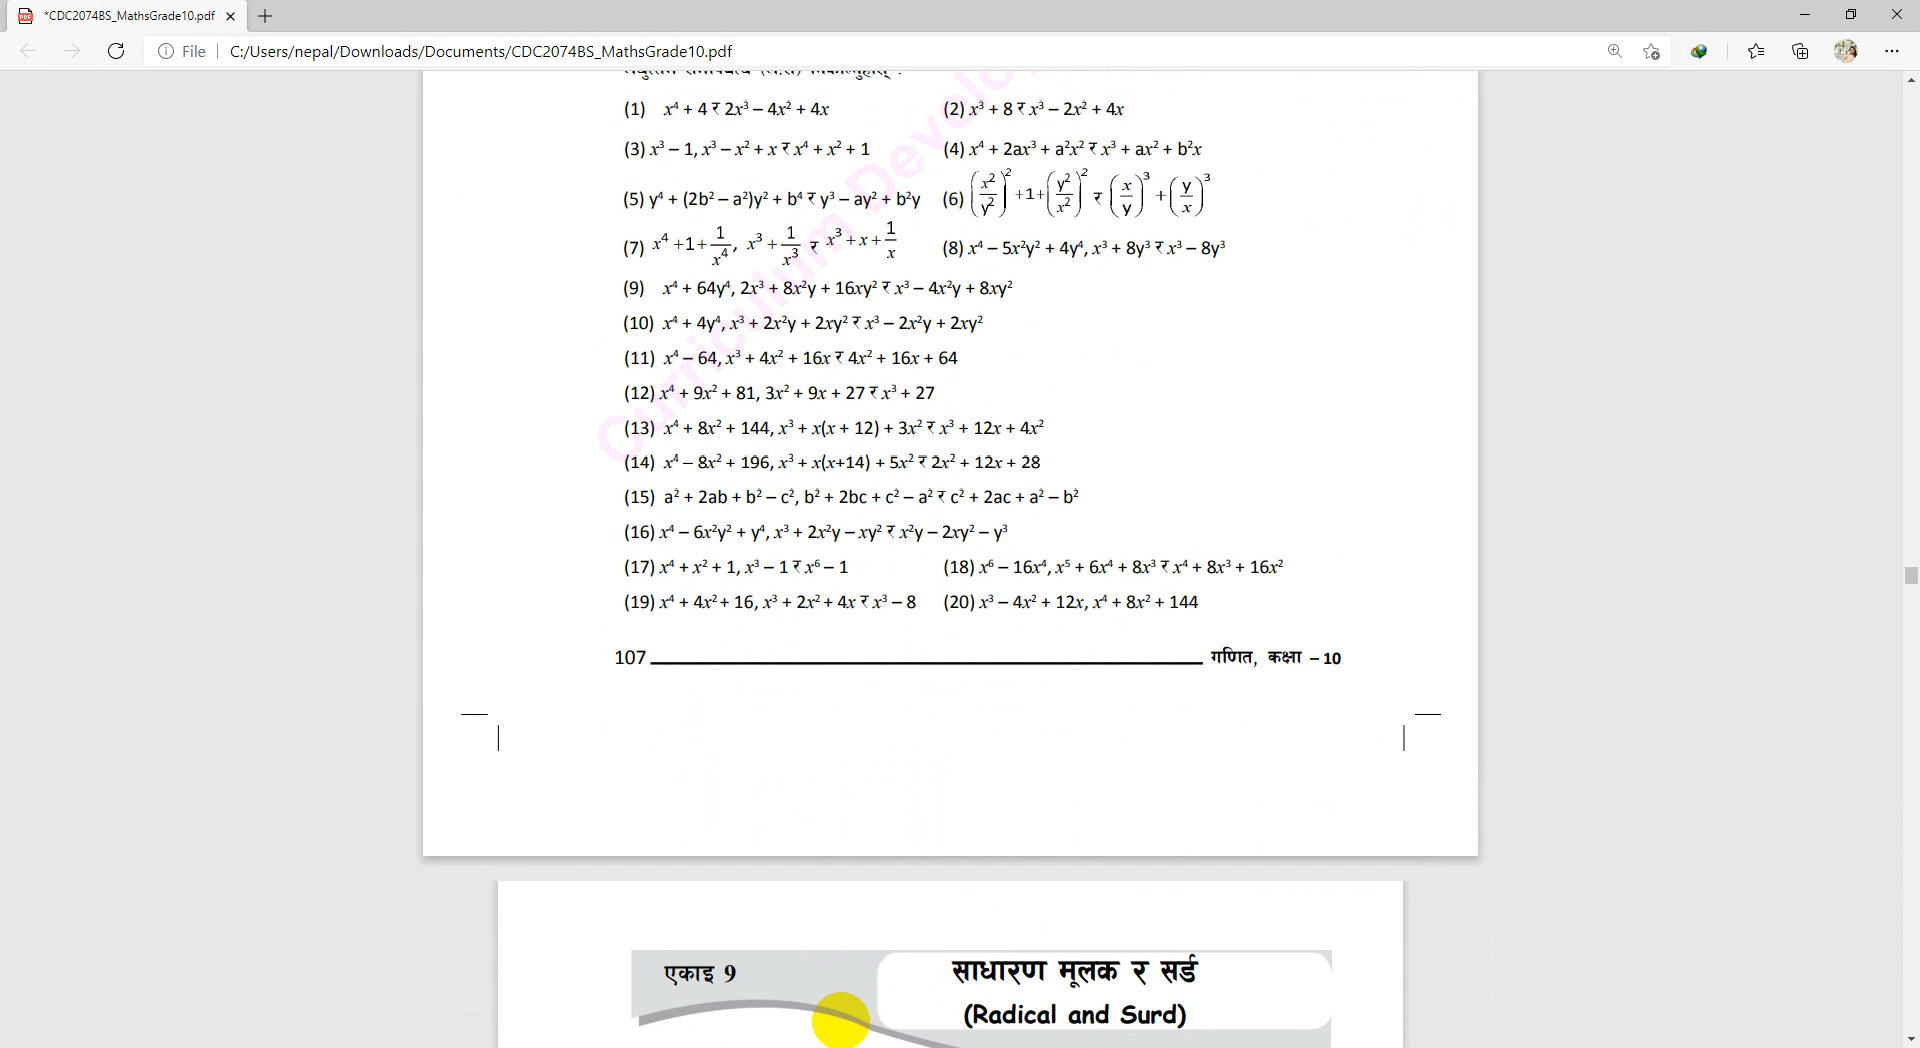 *CDC2074BS_MathsGrade10.pdf
File C:/Users/nepal/Downloads/Documents/CDC2074BS_MathsGrade10.pdf
(1) x⁴ + 4 र 2x³ – 4x² + 4x (2) x³ + 8 र x³ – 2x² + 4x
(3) x³ – 1, x³ – x² + x र x⁴ + x² + 1 (4) x⁴ + 2ax³ + a²x² र x³ + ax² + b²x
(5) y⁴ + (2b² – a²)y² + b⁴ र y³ – ay² + b²y (6) (x²/y²)² +1+ (y²/x²)² र (x/y)³ + (y/x)³
(7) x⁴ +1+ 1/x⁴, x³ + 1/x³ र x³ + x + 1/x (8) x⁴ – 5x²y² + 4y⁴, x³ + 8y³ र x³ – 8y³
(9) x⁴ + 64y⁴, 2x³ + 8x²y + 16xy² र x³ – 4x²y + 8xy²
(10) x⁴ + 4y⁴, x³ + 2x²y + 2xy² र x³ – 2x²y + 2xy²
(11) x⁴ – 64, x³ + 4x² + 16x र 4x² + 16x + 64
(12) x⁴ + 9x² + 81, 3x² + 9x + 27 र x³ + 27
(13) x⁴ + 8x² + 144, x³ + x(x + 12) + 3x² र x³ + 12x + 4x²
(14) x⁴ – 8x² + 196, x³ + x(x+14) + 5x² र 2x² + 12x + 28
(15) a² + 2ab + b² – c², b² + 2bc + c² – a² र c² + 2ac + a² – b²
(16) x⁴ – 6x²y² + y⁴, x³ + 2x²y – xy² र x²y – 2xy² – y³
(17) x⁴ + x² + 1, x³ – 1 र x⁶ – 1 (18) x⁶ – 16x⁴, x⁵ + 6x⁴ + 8x³ र x⁴ + 8x³ + 16x²
(19) x⁴ + 4x² + 16, x³ + 2x² + 4x र x³ – 8 (20) x³ – 4x² + 12x, x⁴ + 8x² + 144
Curriculum
107 गणित, कक्षा – 10
एकाइ 9 साधारण मूलक र सर्ड
(Radical and Surd)